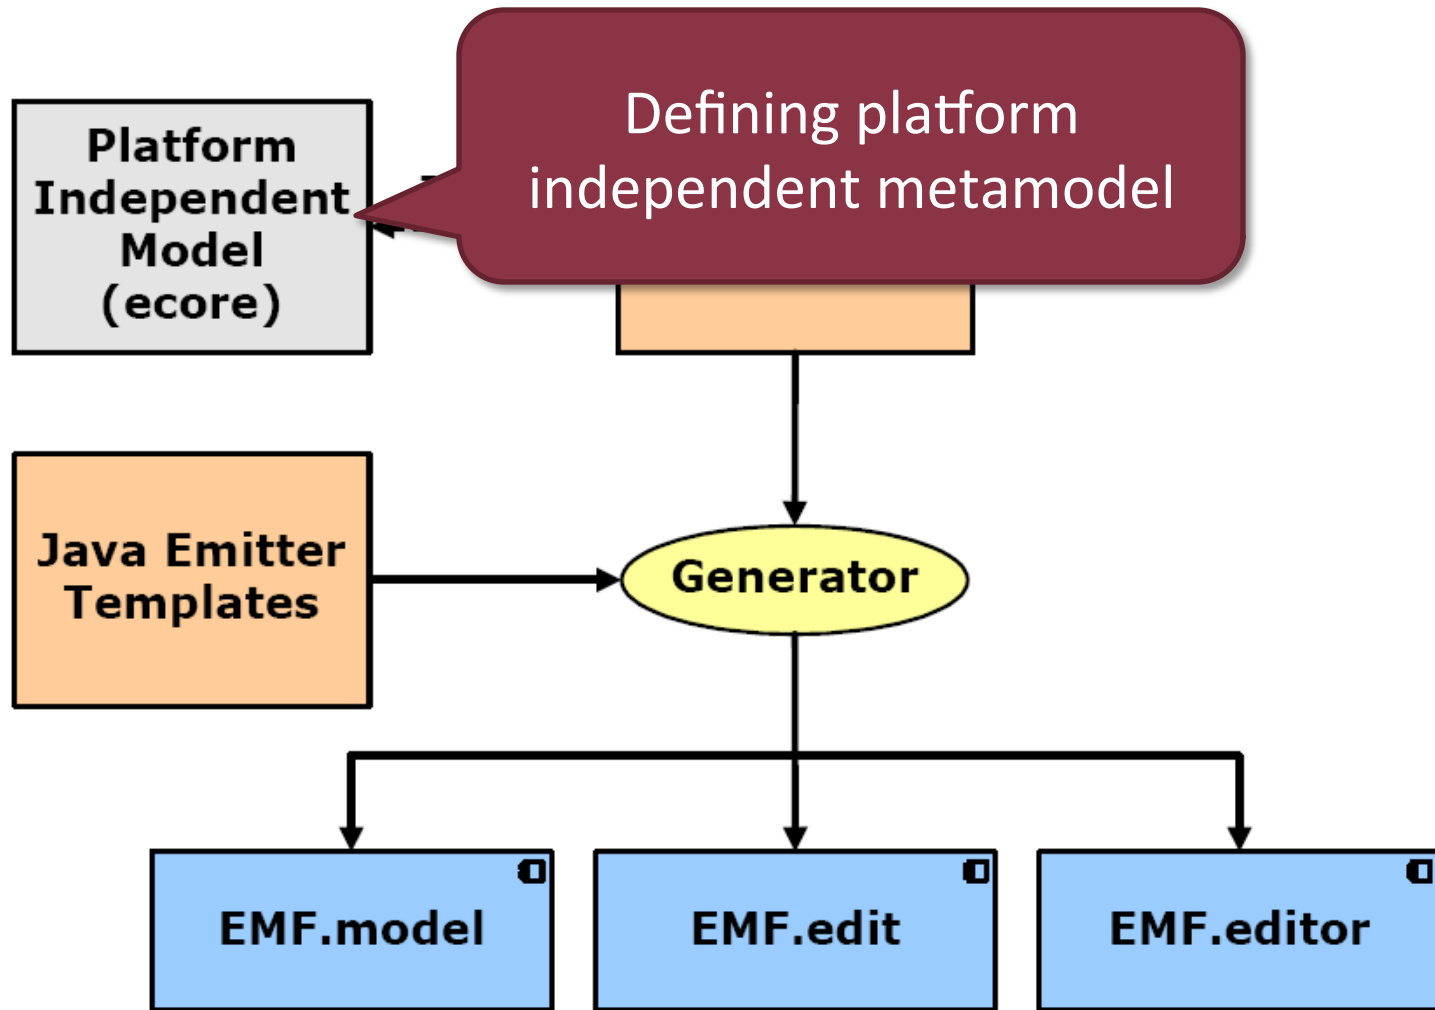 Defining platform
independent metamodel
Platform
Independent
Model
(ecore)
Java Emitter
Templates
Generator
EMF.model
EMF.edit
EMF.editor